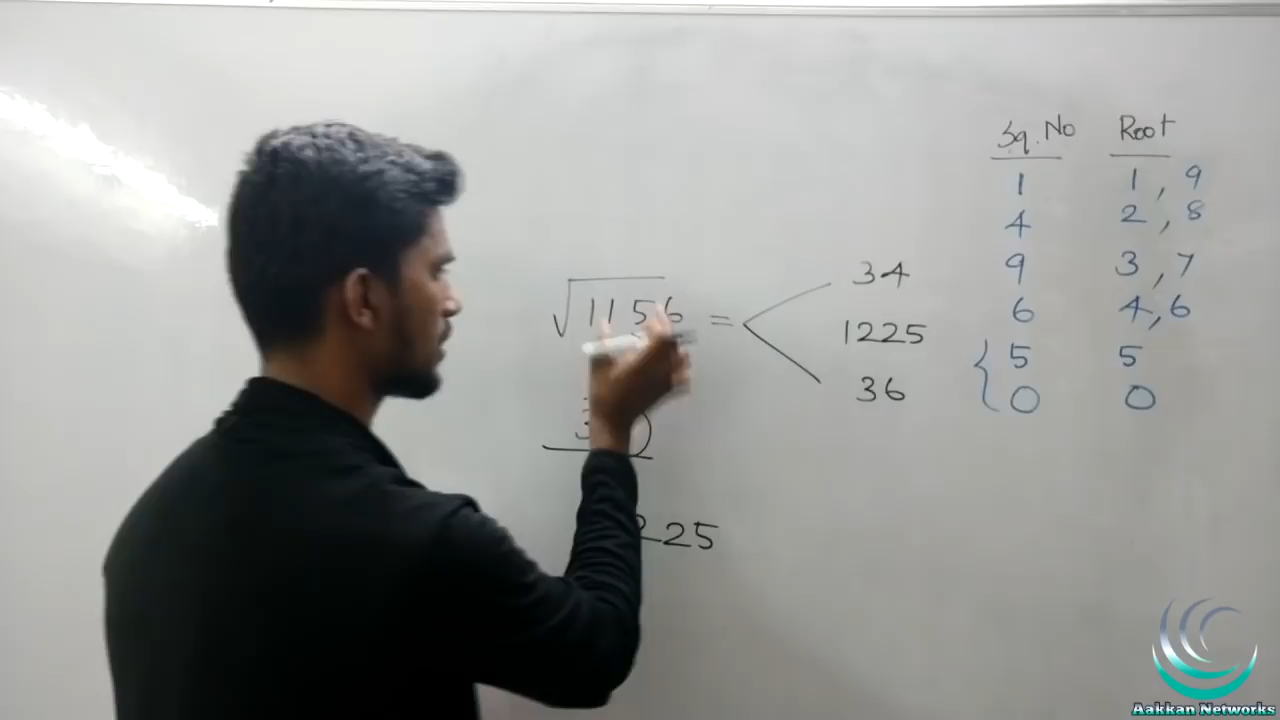 Sq. No Root
1 1, 9
4 2, 8
9 3, 7
6 4, 6
5 5
0 0
√1156 =
34
1225
36
225
Aakkan Networks